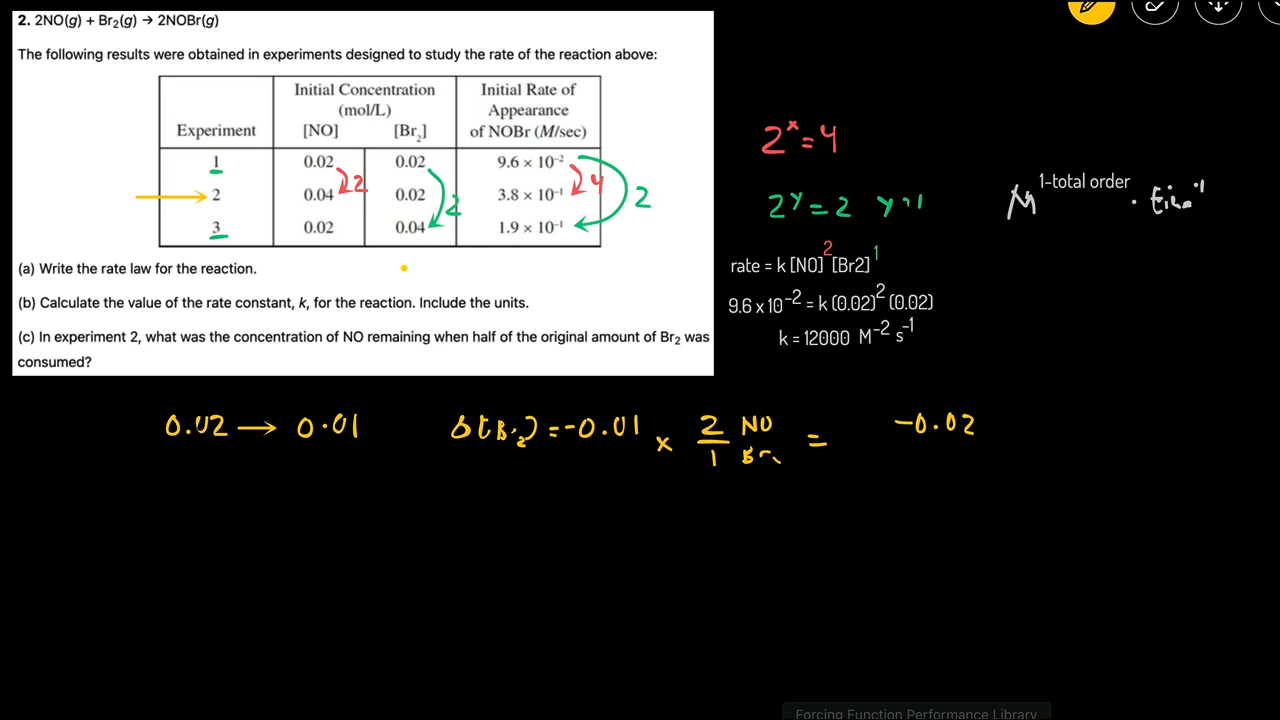 2. 2NO(g) + Br₂(g) → 2NOBr(g)
The following results were obtained in experiments designed to study the rate of the reaction above:
Experiment
Initial Concentration
(mol/L)
[NO] [Br₂]
Initial Rate of
Appearance
of NOBr (M/sec)
1 0.02 0.02 9.6 × 10⁻²
2 0.04 0.02 3.8 × 10⁻¹
3 0.02 0.04 1.9 × 10⁻¹
2 2 4 2
(a) Write the rate law for the reaction.
(b) Calculate the value of the rate constant, k, for the reaction. Include the units.
(c) In experiment 2, what was the concentration of NO remaining when half of the original amount of Br₂ was
consumed?
2ˣ = 4
2ʸ = 2 y = 1
M 1-total order . time⁻¹
rate = k [NO]² [Br2]¹
9.6 x 10⁻² = k (0.02)² (0.02)
k = 12000 M⁻² s⁻¹
0.02 → 0.01 Δ[Br₂] = -0.01 × 2 NO / 1 Br₂ = -0.02
Forcing Function Performance Library